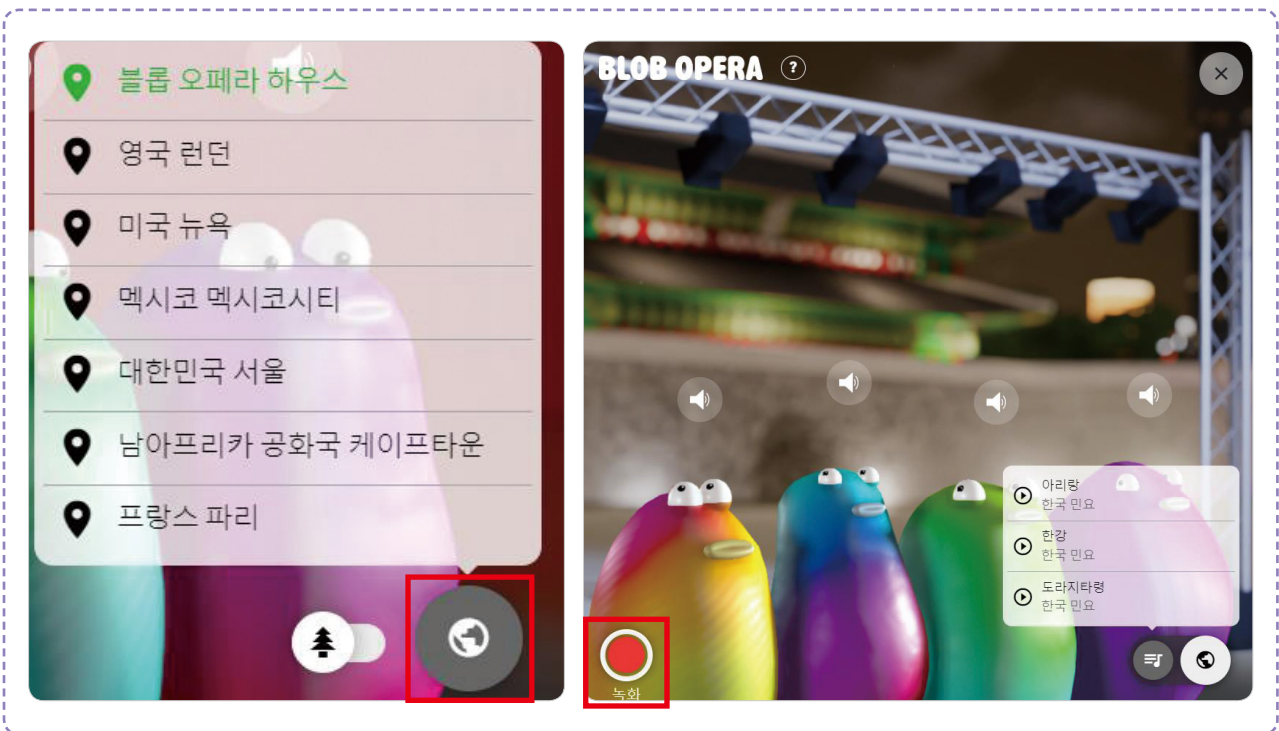 블롭 오페라 하우스
영국 런던
미국 뉴욕
멕시코 멕시코시티
대한민국 서울
남아프리카 공화국 케이프타운
프랑스 파리
BLOB OPERA ?
아리랑
한국 민요
한강
한국 민요
도라지타령
한국 민요
녹화